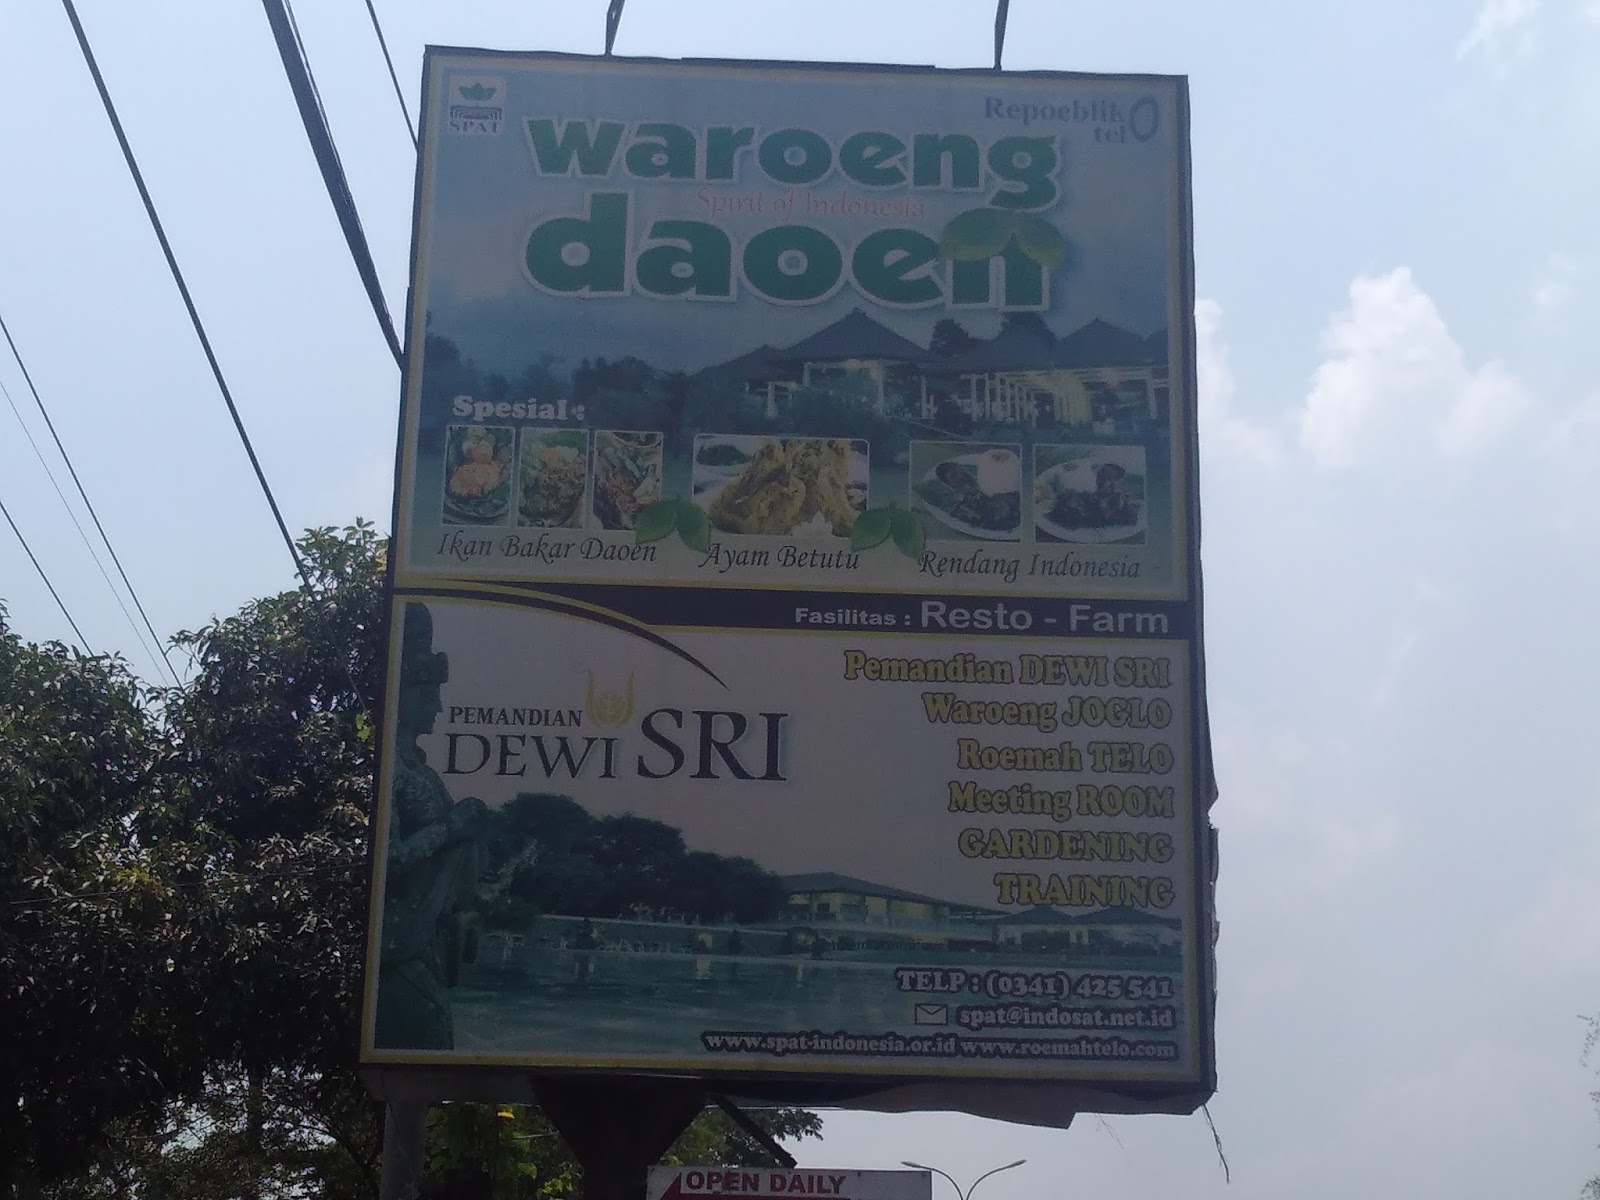 SPAT
Repoeblik
telO
waroeng
Spirit of Indonesia
daoen
Spesial :
Ikan Bakar Daoen
Ayam Betutu
Rendang Indonesia
Fasilitas : Resto - Farm
PEMANDIAN
DEWI SRI
Pemandian DEWI SRI
Waroeng JOGLO
Roemah TELO
Meeting ROOM
GARDENING
TRAINING
TELP : (0341) 425 541
spat@indosat.net.id
www.spat-indonesia.or.id www.roemahtelo.com
OPEN DAILY